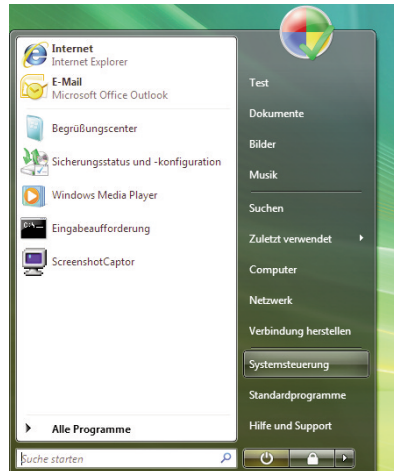 Internet
Internet Explorer
E-Mail
Microsoft Office Outlook
Begrüßungscenter
Sicherungsstatus und -konfiguration
Windows Media Player
Eingabeaufforderung
ScreenshotCaptor
Alle Programme
Suche starten
Test
Dokumente
Bilder
Musik
Suchen
Zuletzt verwendet
Computer
Netzwerk
Verbindung herstellen
Systemsteuerung
Standardprogramme
Hilfe und Support